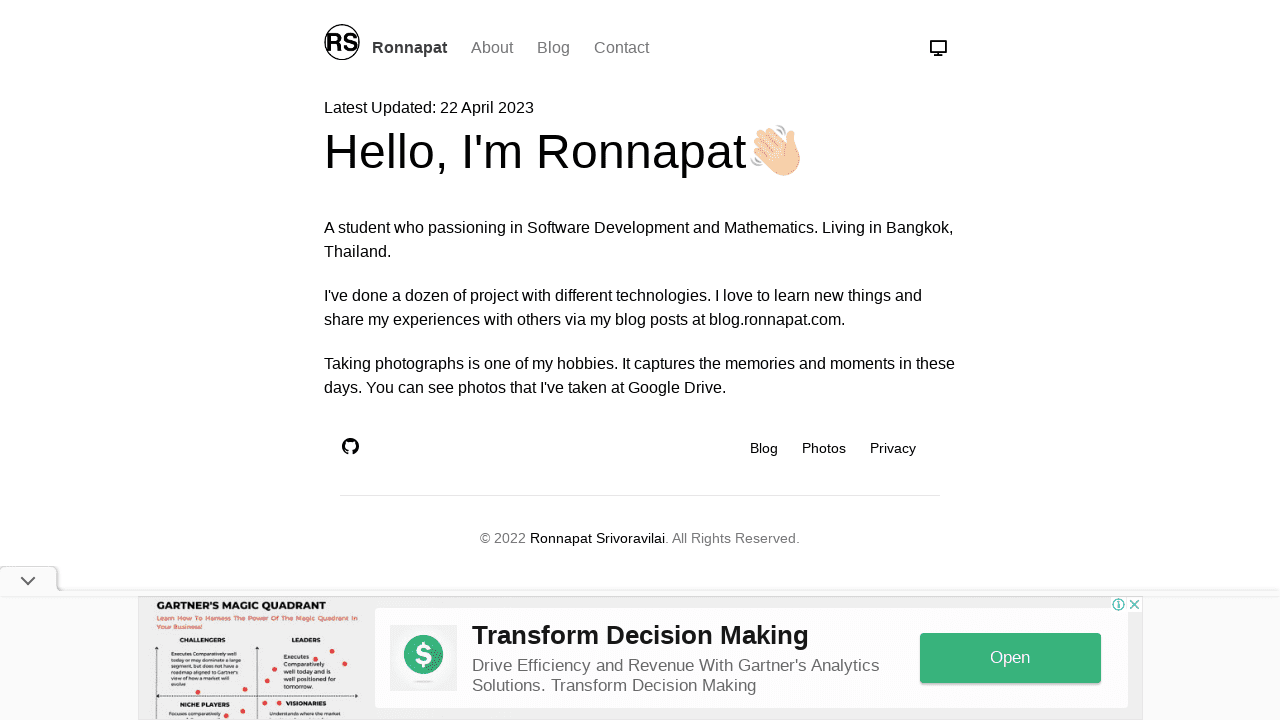 RS
Ronnapat About Blog Contact
Latest Updated: 22 April 2023
Hello, I'm Ronnapat
A student who passioning in Software Development and Mathematics. Living in Bangkok,
Thailand.
I've done a dozen of project with different technologies. I love to learn new things and
share my experiences with others via my blog posts at blog.ronnapat.com.
Taking photographs is one of my hobbies. It captures the memories and moments in these
days. You can see photos that I've taken at Google Drive.
Blog Photos Privacy
© 2022 Ronnapat Srivoravilai. All Rights Reserved.
GARTNER'S MAGIC QUADRANT
Learn How To Harness The Power Of The Magic Quadrant In
Your Business!
CHALLENGERS
Executes Comparatively well
today or may dominate a large
segment, but does not have a
roadmap aligned to Gartner's
view of how a market will
evolve
LEADERS
Executes
Comparatively well
today and is well
positioned for
tomorrow.
NICHE PLAYERS
Focuses comparatively
VISIONARIES
Understands where the market
Transform Decision Making
Drive Efficiency and Revenue With Gartner's Analytics
Solutions. Transform Decision Making
Open